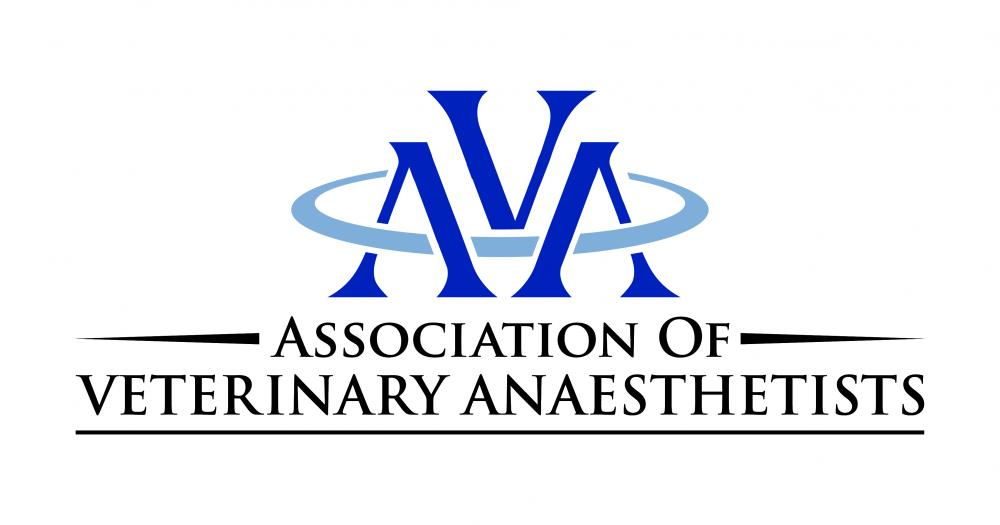 AVA
ASSOCIATION OF
VETERINARY ANAESTHETISTS